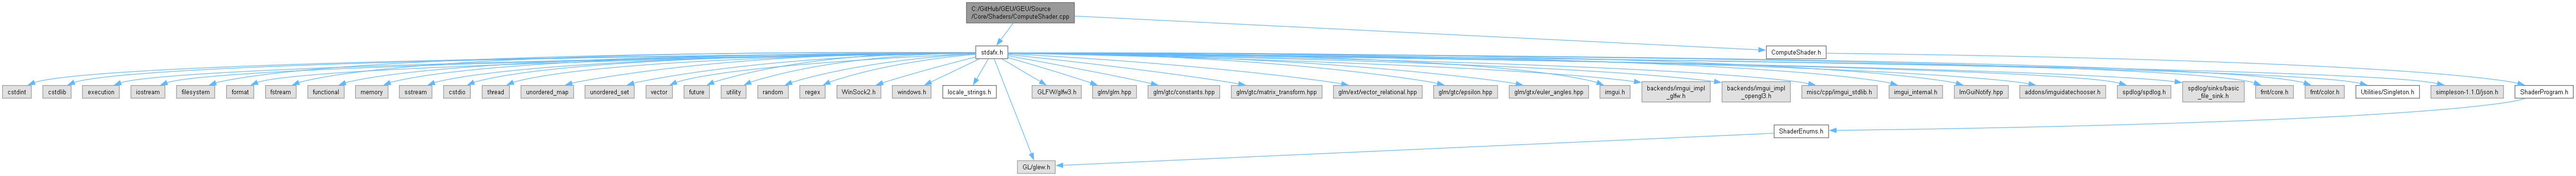 C:/GitHub/GEU/GEU/Source
/Core/Shaders/ComputeShader.cpp
stdafx.h
ComputeShader.h
cstdint
cstdlib
execution
iostream
filesystem
format
fstream
functional
memory
sstream
cstdio
thread
unordered_map
unordered_set
vector
future
utility
random
regex
WinSock2.h
windows.h
locale_strings.h
GLFW/glfw3.h
glm/glm.hpp
glm/gtc/constants.hpp
glm/gtc/matrix_transform.hpp
glm/ext/vector_relational.hpp
glm/gtc/epsilon.hpp
glm/gtx/euler_angles.hpp
imgui.h
backends/imgui_impl
_glfw.h
backends/imgui_impl
_opengl3.h
misc/cpp/imgui_stdlib.h
imgui_internal.h
ImGuiNotify.hpp
addons/imguidatechooser.h
spdlog/spdlog.h
spdlog/sinks/basic
_file_sink.h
fmt/core.h
fmt/color.h
Utilities/Singleton.h
simpleson-1.1.0/json.h
ShaderProgram.h
ShaderEnums.h
GL/glew.h